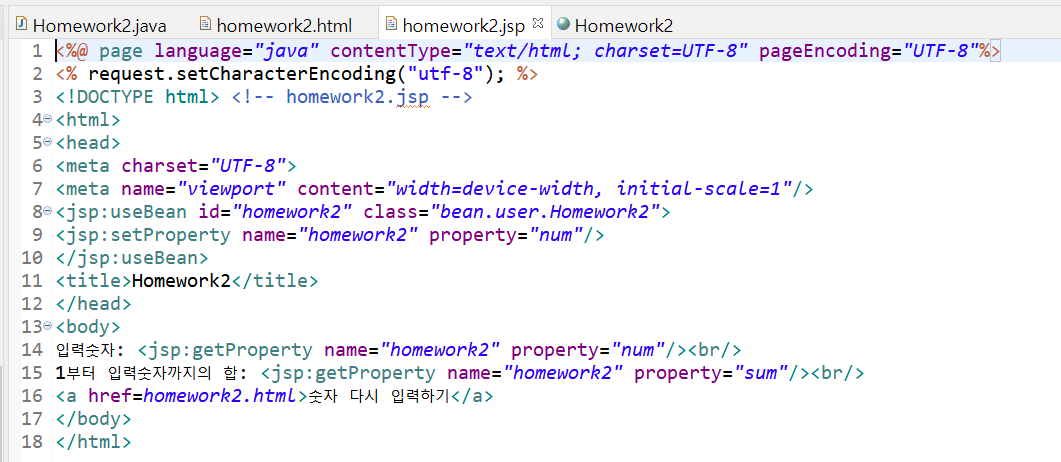 Homework2.java homework2.html homework2.jsp Homework2
1 <%@ page language="java" contentType="text/html; charset=UTF-8" pageEncoding="UTF-8"%>
2 <% request.setCharacterEncoding("utf-8"); %>
3 <!DOCTYPE html> <!-- homework2.jsp -->
4 <html>
5 <head>
6 <meta charset="UTF-8">
7 <meta name="viewport" content="width=device-width, initial-scale=1"/>
8 <jsp:useBean id="homework2" class="bean.user.Homework2">
9 <jsp:setProperty name="homework2" property="num"/>
10 </jsp:useBean>
11 <title>Homework2</title>
12 </head>
13 <body>
14 입력숫자: <jsp:getProperty name="homework2" property="num"/><br/>
15 1부터 입력숫자까지의 합: <jsp:getProperty name="homework2" property="sum"/><br/>
16 <a href=homework2.html>숫자 다시 입력하기</a>
17 </body>
18 </html>